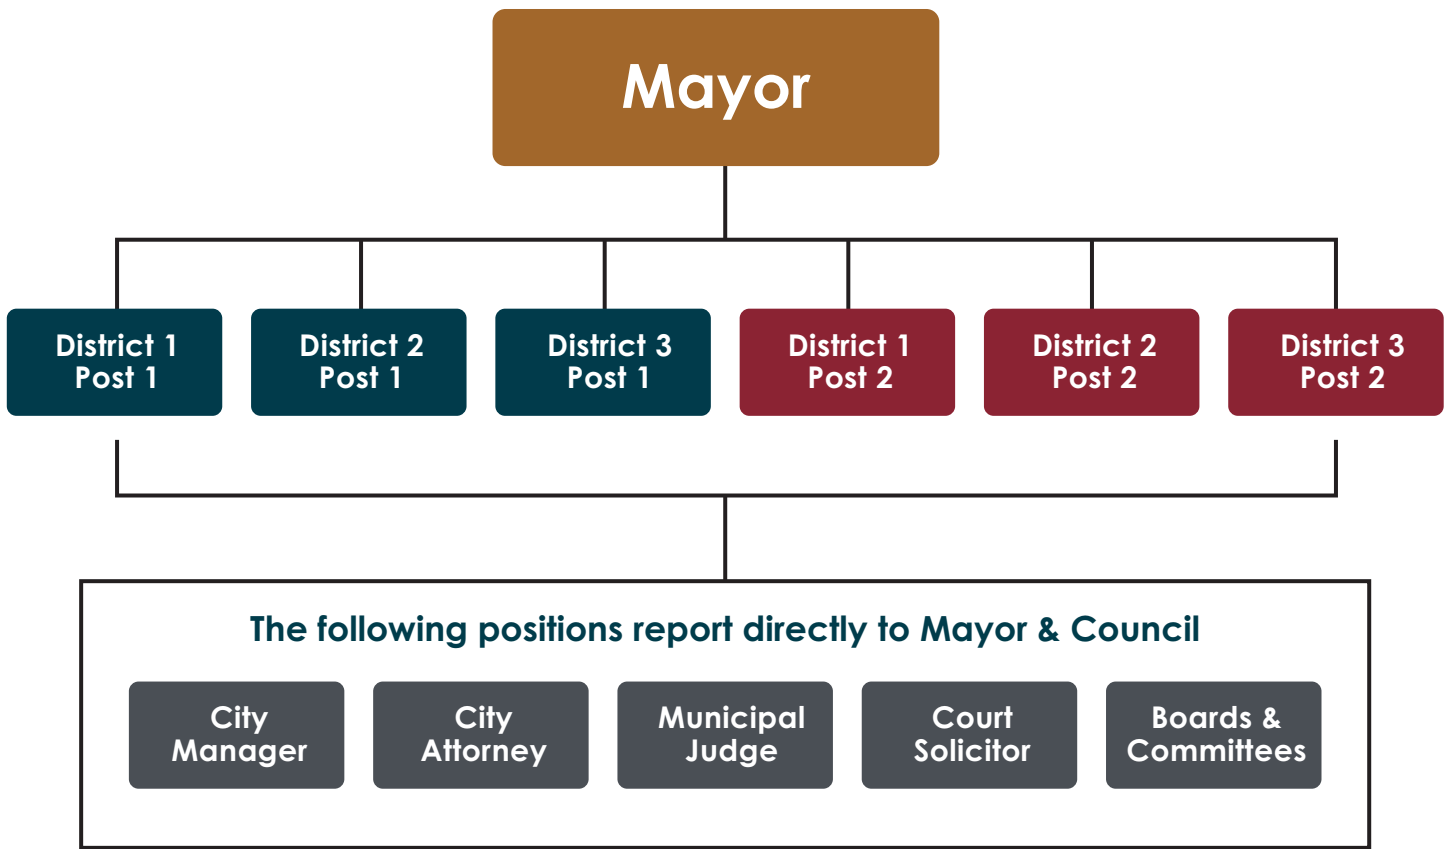 Mayor
District 1
Post 1
District 2
Post 1
District 3
Post 1
District 1
Post 2
District 2
Post 2
District 3
Post 2
The following positions report directly to Mayor & Council
City
Manager
City
Attorney
Municipal
Judge
Court
Solicitor
Boards &
Committees